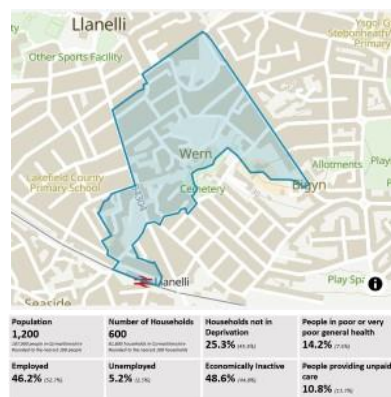 Llanelli
Ysgol G
Stebonheath
Primary
Other Sports Facility
Play
Wern
Lakefield County
Primary School
Cemetery
Allotments
Bigyn
Llanelli
Play Spa
Seaside
Population
1,200
Number of Households
600
Households not in
Deprivation
25.3%
People in poor or very
poor general health
14.2%
Employed
46.2%
Unemployed
5.2%
Economically Inactive
48.6%
People providing unpaid
care
10.8%